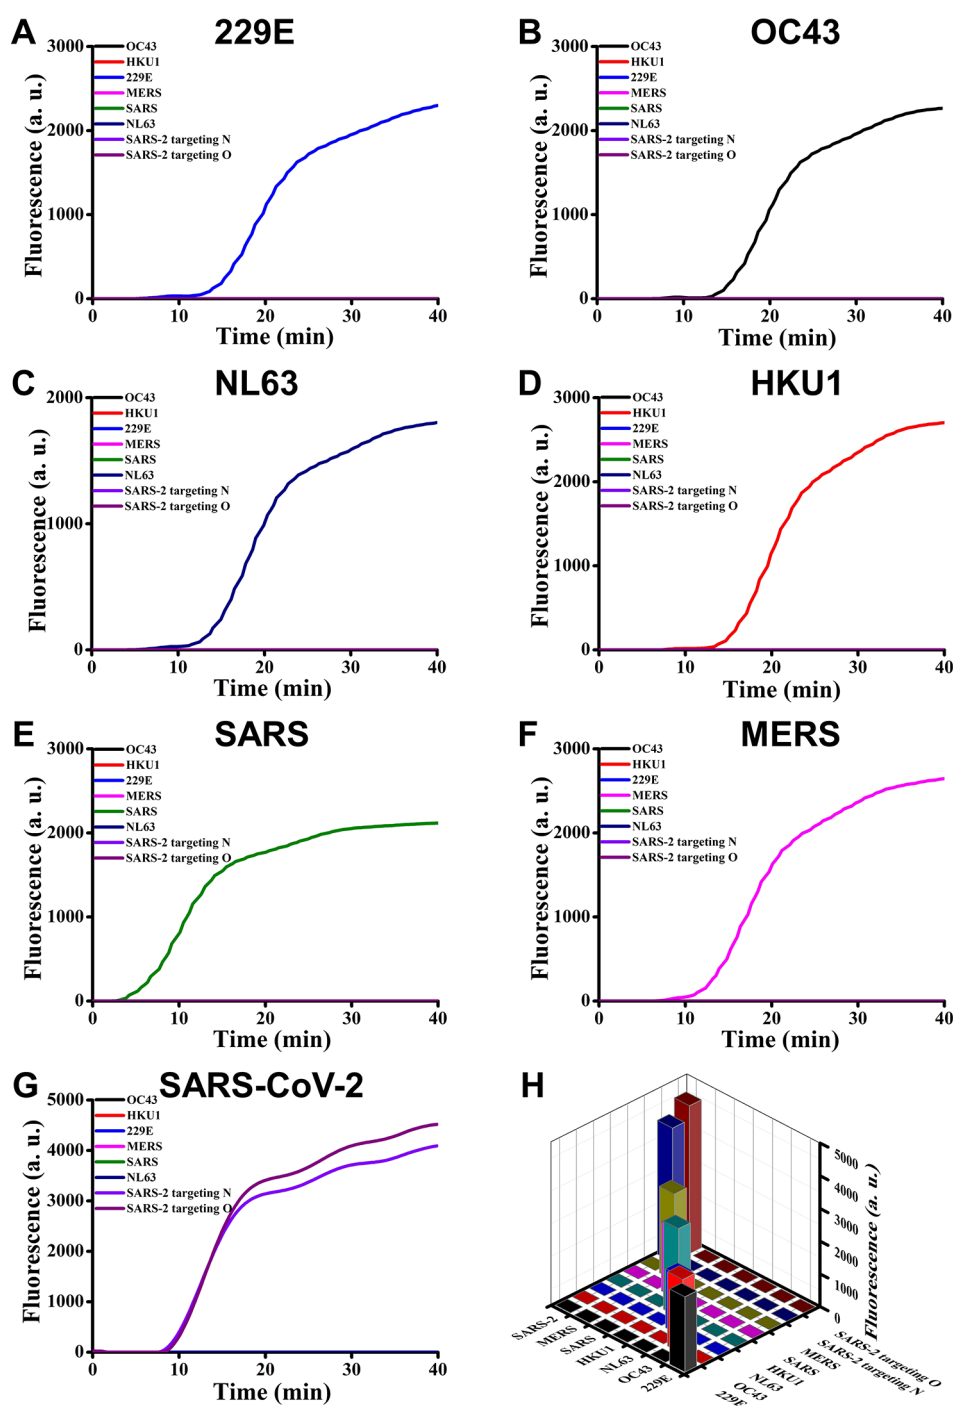 A 229E
3000
2000
1000
0
Fluorescence (a. u.)
OC43
HKU1
229E
MERS
SARS
NL63
SARS-2 targeting N
SARS-2 targeting O
0 10 20 30 40
Time (min)
B OC43
3000
2000
1000
0
Fluorescence (a. u.)
OC43
HKU1
229E
MERS
SARS
NL63
SARS-2 targeting N
SARS-2 targeting O
0 10 20 30 40
Time (min)
C NL63
2000
1000
0
Fluorescence (a. u.)
OC43
HKU1
229E
MERS
SARS
NL63
SARS-2 targeting N
SARS-2 targeting O
0 10 20 30 40
Time (min)
D HKU1
3000
2000
1000
0
Fluorescence (a. u.)
OC43
HKU1
229E
MERS
SARS
NL63
SARS-2 targeting N
SARS-2 targeting O
0 10 20 30 40
Time (min)
E SARS
3000
2000
1000
0
Fluorescence (a. u.)
OC43
HKU1
229E
MERS
SARS
NL63
SARS-2 targeting N
SARS-2 targeting O
0 10 20 30 40
Time (min)
F MERS
3000
2000
1000
0
Fluorescence (a. u.)
OC43
HKU1
229E
MERS
SARS
NL63
SARS-2 targeting N
SARS-2 targeting O
0 10 20 30 40
Time (min)
G SARS-CoV-2
5000
4000
3000
2000
1000
0
Fluorescence (a. u.)
OC43
HKU1
229E
MERS
SARS
NL63
SARS-2 targeting N
SARS-2 targeting O
0 10 20 30 40
Time (min)
H
5000
4000
3000
2000
1000
0
Fluorescence (a. u.)
SARS-2
MERS
SARS
HKU1
NL63
OC43
229E
SARS-2 targeting O
SARS-2 targeting N
MERS
SARS
HKU1
NL63
OC43
229E